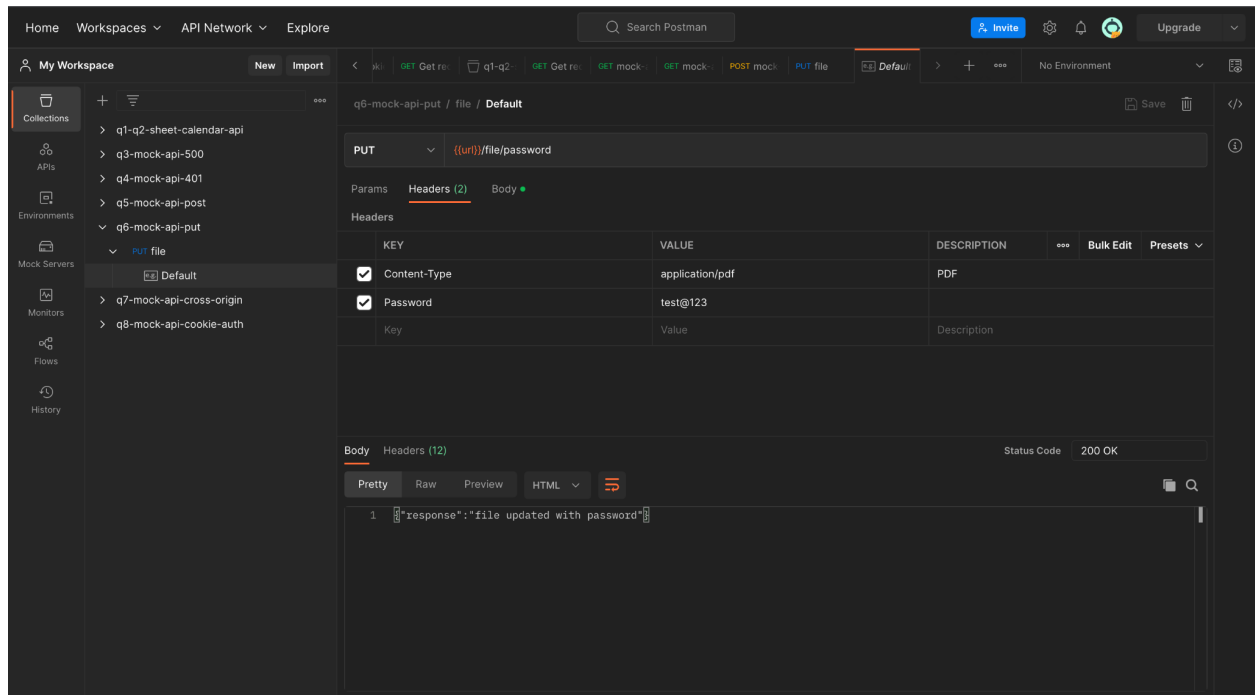 Home Workspaces API Network Explore Search Postman Invite Upgrade
My Workspace New Import GET Get rec q1-q2- GET Get re GET mock- GET mock- POST mock PUT file Default + No Environment
Collections
APIs
Environments
Mock Servers
Monitors
Flows
History
q1-q2-sheet-calendar-api
q3-mock-api-500
q4-mock-api-401
q5-mock-api-post
q6-mock-api-put
PUT file
Default
q7-mock-api-cross-origin
q8-mock-api-cookie-auth
q6-mock-api-put / file / Default Save
PUT {{url}}/file/password
Params Headers (2) Body
Headers
KEY VALUE DESCRIPTION Bulk Edit Presets
Content-Type application/pdf PDF
Password test@123
Key Value Description
Body Headers (12) Status Code 200 OK
Pretty Raw Preview HTML
1 {"response":"file updated with password"}